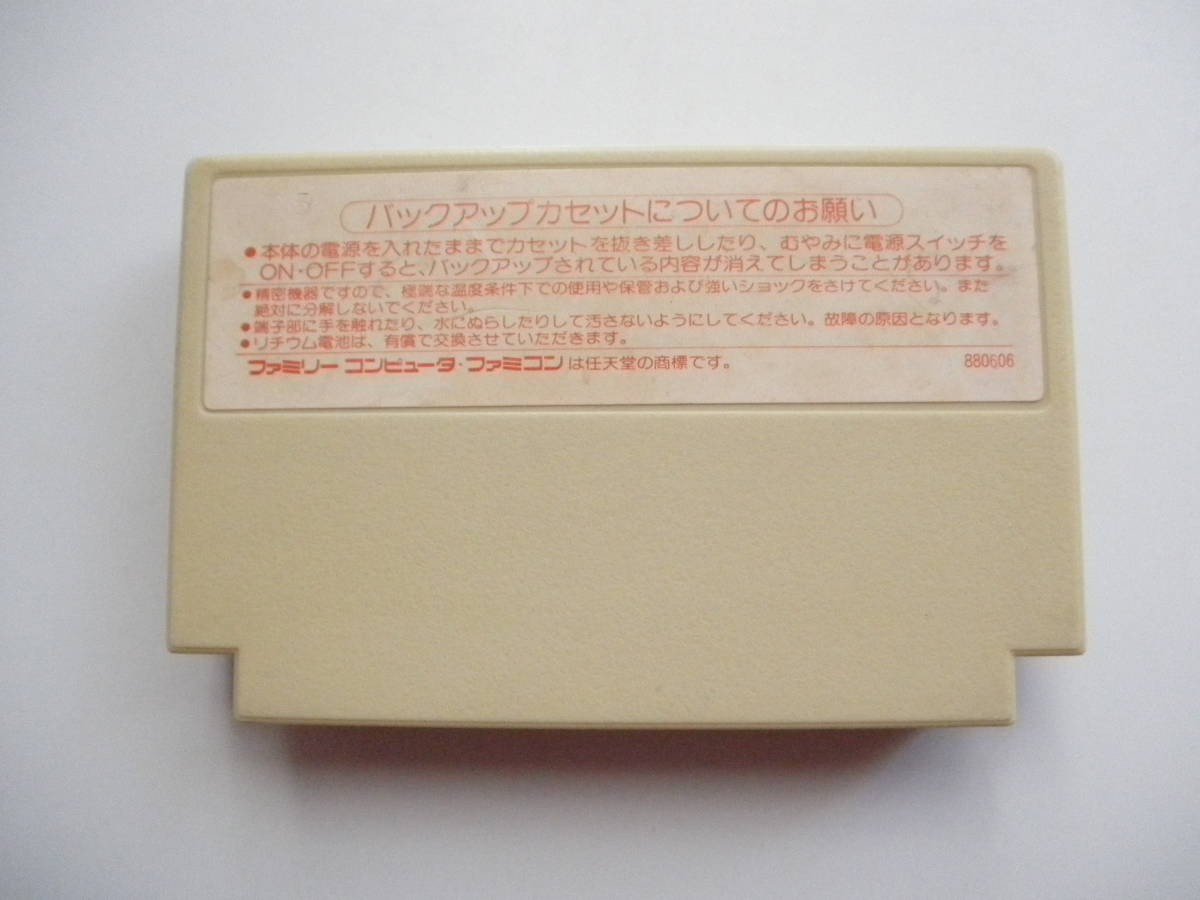 バックアップカセットについてのお願い
●本体の電源を入れたままでカセットを抜き差ししたり、むやみに電源スイッチを
ON・OFFすると、バックアップされている内容が消えてしまうことがあります。
●精密機器ですので、極端な温度条件下での使用や保管および強いショックをさけてください。また
絶対に分解しないでください。
●端子部に手を触れたり、水にぬらしたりして汚さないようにしてください。故障の原因となります。
●リチウム電池は、有償で交換させていただきます。
ファミリー コンピュータ・ファミコン は任天堂の商標です。 880606